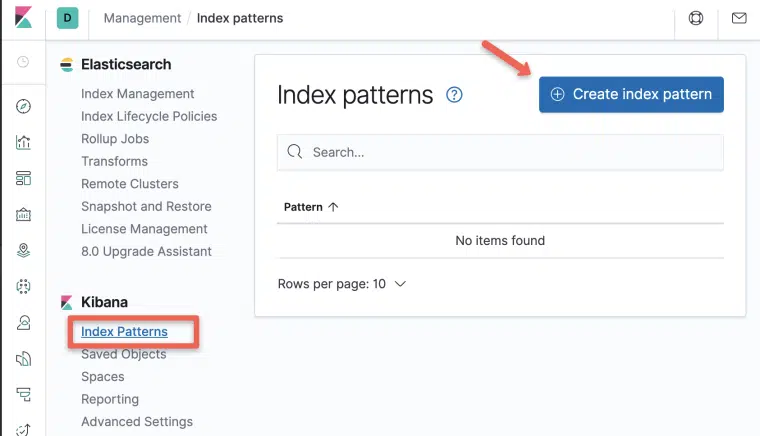 D Management / Index patterns
Elasticsearch
Index Management
Index Lifecycle Policies
Rollup Jobs
Transforms
Remote Clusters
Snapshot and Restore
License Management
8.0 Upgrade Assistant
Kibana
Index Patterns
Saved Objects
Spaces
Reporting
Advanced Settings
Index patterns ?
Create index pattern
Search...
Pattern ↑
No items found
Rows per page: 10